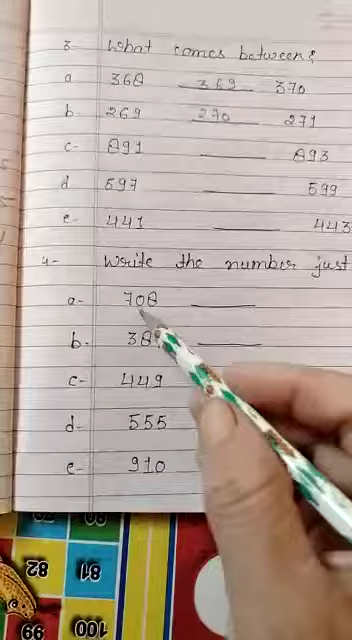 3- What comes between?
a 368 369 370
b. 269 270 271
c- 891 893
d 597 599
e- 441 443
4- Write the number just
a- 708
b- 38
c- 449
d- 555
e- 910
82
81
99
100